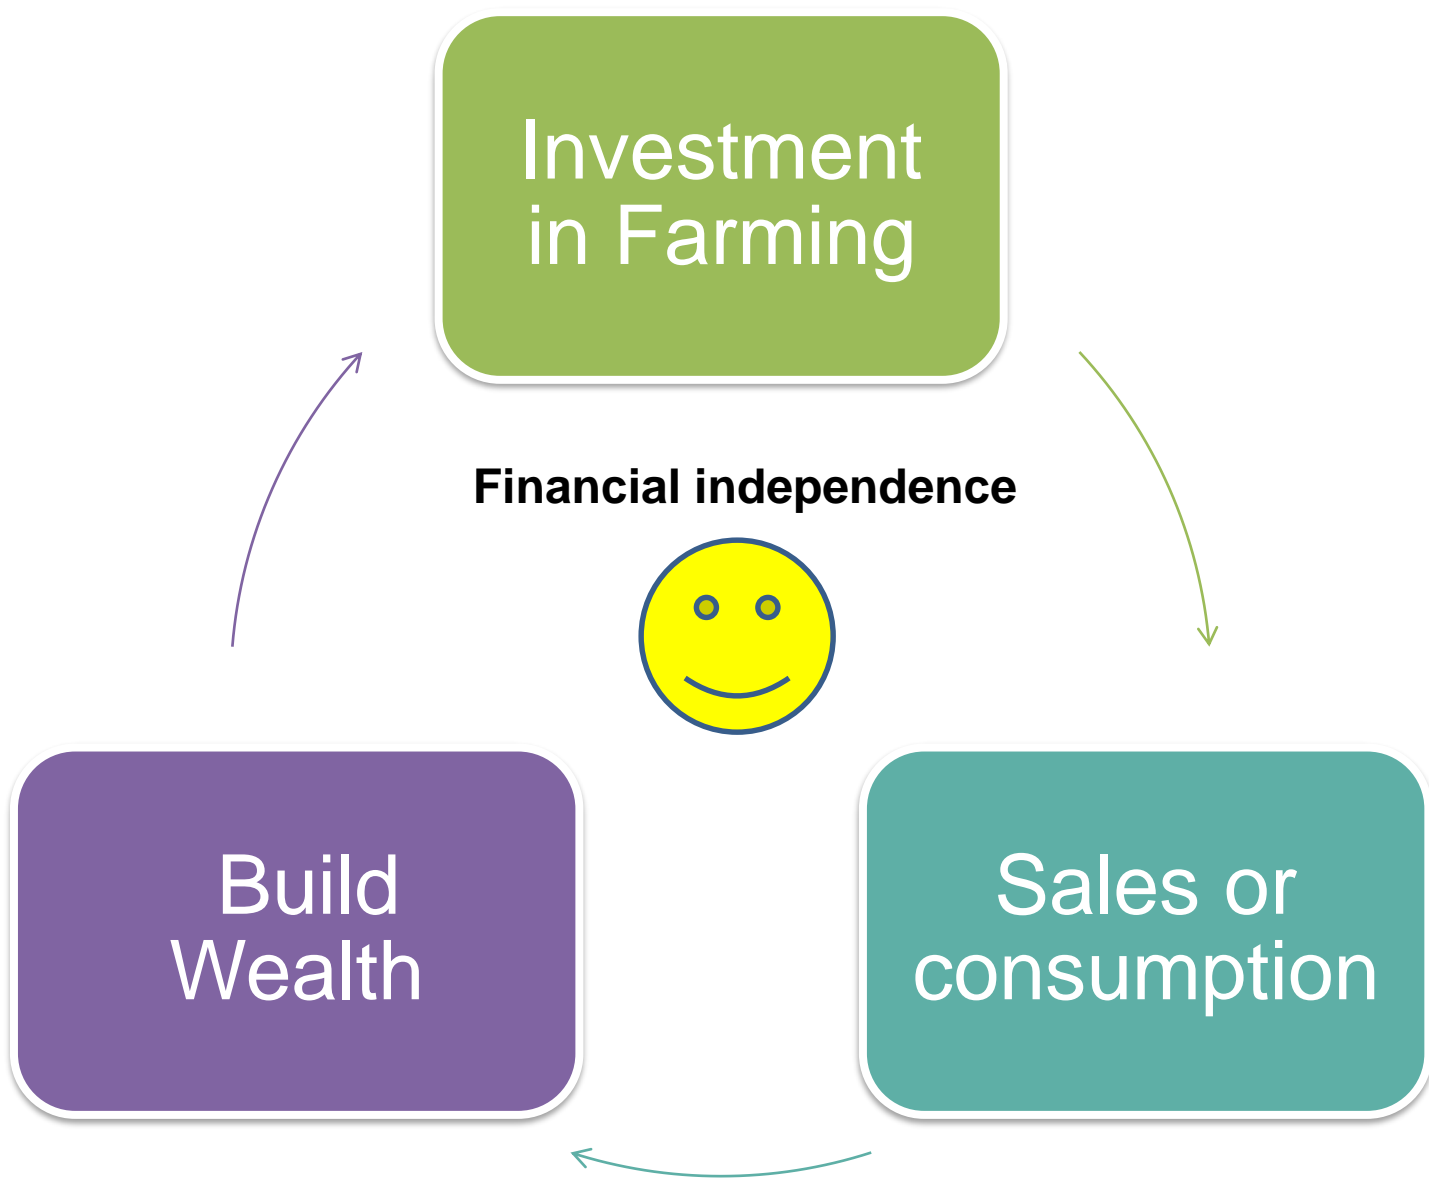 Investment
in Farming
Financial independence
Build
Wealth
Sales or
consumption